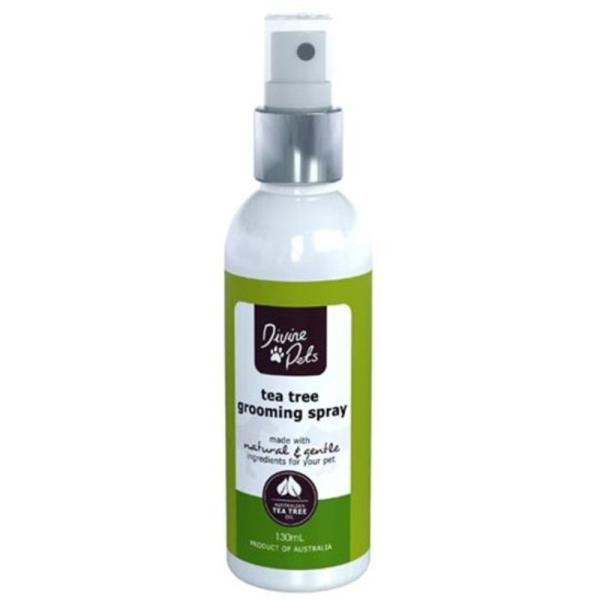 Divine
Pets
tea tree
grooming spray
made with
natural & gentle
ingredients for your pet
AUSTRALIAN
TEA TREE
OIL
130mL
PRODUCT OF AUSTRALIA